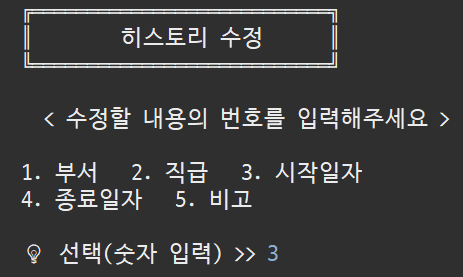 히스토리 수정
< 수정할 내용의 번호를 입력해주세요 >
1. 부서 2. 직급 3. 시작일자
4. 종료일자 5. 비고
선택(숫자 입력) >> 3